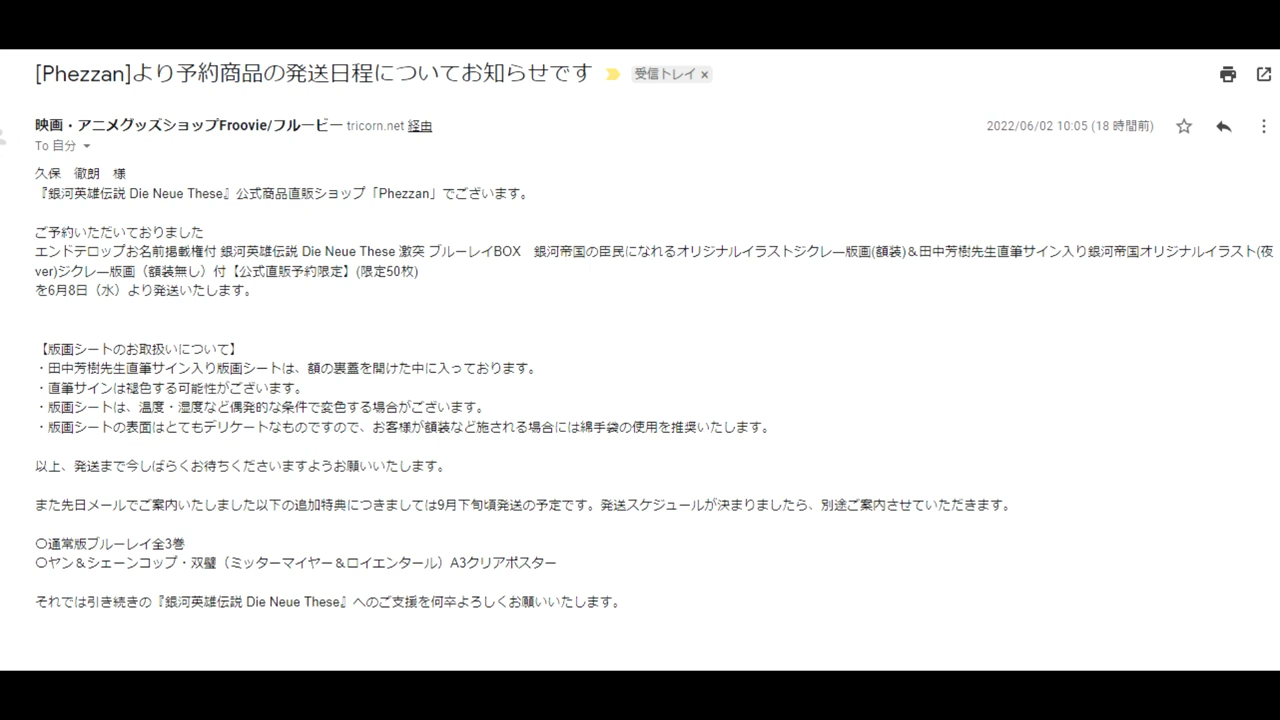 [Phezzan]より予約商品の発送日程についてお知らせです 受信トレイ ×
映画・アニメグッズショップFroovie/フルービー tricorn.net 経由 2022/06/02 10:05 (18 時間前)
To 自分
久保　徹朗　様
『銀河英雄伝説 Die Neue These』公式商品直販ショップ「Phezzan」でございます。
ご予約いただいておりました
エンドテロップお名前掲載権付 銀河英雄伝説 Die Neue These 激突 ブルーレイBOX　銀河帝国の臣民になれるオリジナルイラストジクレー版画(額装)＆田中芳樹先生直筆サイン入り銀河帝国オリジナルイラスト(夜
ver)ジクレー版画（額装無し）付【公式直販予約限定】(限定50枚)
を6月8日（水）より発送いたします。
【版画シートのお取扱いについて】
・田中芳樹先生直筆サイン入り版画シートは、額の裏蓋を開けた中に入っております。
・直筆サインは褪色する可能性がございます。
・版画シートは、温度・湿度など偶発的な条件で変色する場合がございます。
・版画シートの表面はとてもデリケートなものですので、お客様が額装など施される場合には綿手袋の使用を推奨いたします。
以上、発送まで今しばらくお待ちくださいますようお願いいたします。
また先日メールでご案内いたしました以下の追加特典につきましては9月下旬頃発送の予定です。発送スケジュールが決まりましたら、別途ご案内させていただきます。
〇通常版ブルーレイ全3巻
〇ヤン＆シェーンコップ・双璧（ミッターマイヤー＆ロイエンタール）A3クリアポスター
それでは引き続きの『銀河英雄伝説 Die Neue These』へのご支援を何卒よろしくお願いいたします。